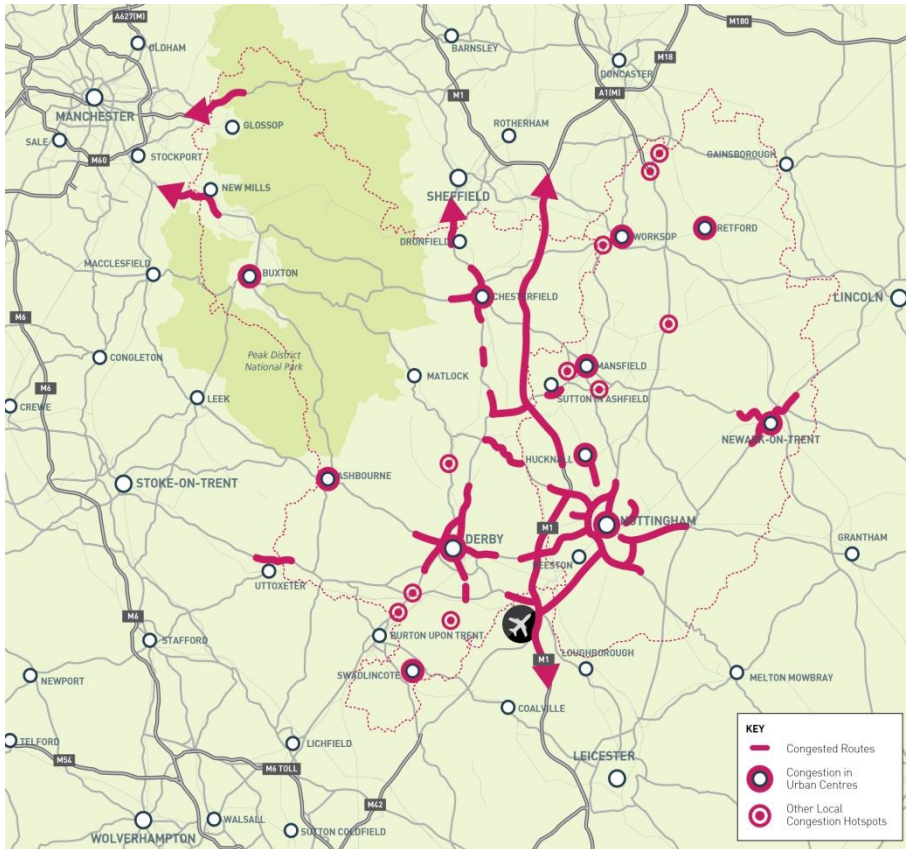 A627(M)
OLDHAM
BARNSLEY
M180
M18
DONCASTER
M1
A1(M)
MANCHESTER
ROTHERHAM
GLOSSOP
SALE
STOCKPORT
M60
GAINSBOROUGH
SHEFFIELD
NEW MILLS
DRONFIELD
WORKSOP
RETFORD
MACCLESFIELD
BUXTON
CHESTERFIELD
LINCOLN
M6
CONGLETON
Peak District
National Park
MATLOCK
MANSFIELD
M6
SUTTON IN ASHFIELD
LEEK
CREWE
NEWARK-ON-TRENT
HUCKNALL
ASHBOURNE
STOKE-ON-TRENT
NOTTINGHAM
M1
DERBY
GRANTHAM
BEESTON
UTTOXETER
M6
BURTON UPON TRENT
STAFFORD
M1
LOUGHBOROUGH
SWADLINCOTE
NEWPORT
MELTON MOWBRAY
COALVILLE
TELFORD
LICHFIELD
LEICESTER
M54
M6 TOLL
M42
WALSALL
WOLVERHAMPTON
SUTTON COLDFIELD
KEY
Congested Routes
Congestion in
Urban Centres
Other Local
Congestion Hotspots